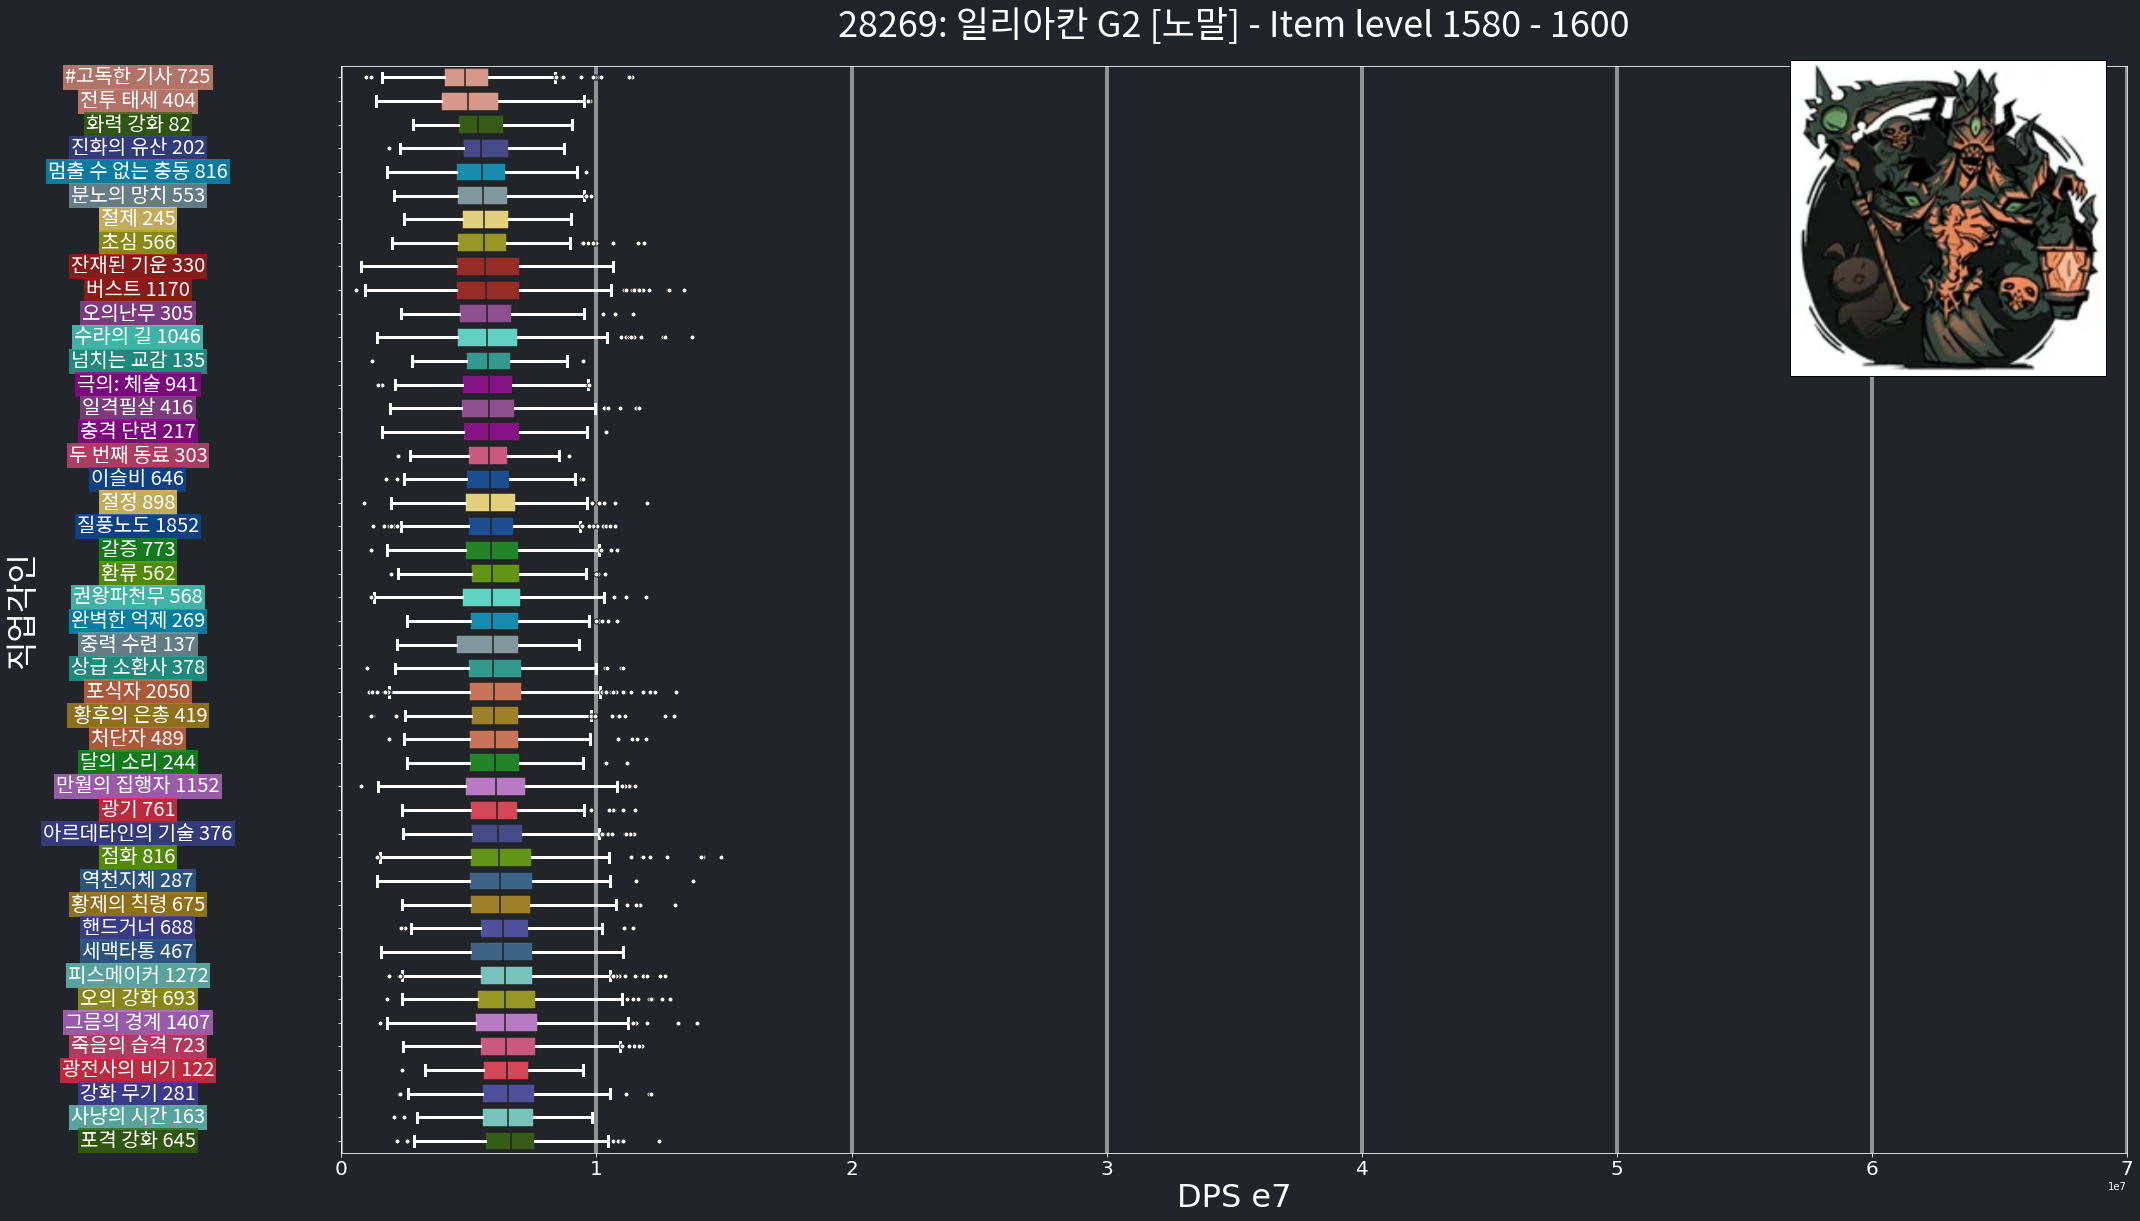 28269: 일리아칸 G2 [노말] - Item level 1580 - 1600
#고독한 기사 725
전투 태세 404
화력 강화 82
진화의 유산 202
멈출 수 없는 충동 816
분노의 망치 553
절제 245
초심 566
잔재된 기운 330
버스트 1170
오의난무 305
수라의 길 1046
넘치는 교감 135
극의: 체술 941
일격필살 416
충격 단련 217
두 번째 동료 303
이슬비 646
절정 898
질풍노도 1852
갈증 773
환류 562
권왕파천무 568
완벽한 억제 269
중력 수련 137
상급 소환사 378
포식자 2050
황후의 은총 419
처단자 489
달의 소리 244
만월의 집행자 1152
광기 761
아르데타인의 기술 376
점화 816
역천지체 287
황제의 칙령 675
핸드거너 688
세맥타통 467
피스메이커 1272
오의 강화 693
그믐의 경계 1407
죽음의 습격 723
광전사의 비기 122
강화 무기 281
사냥의 시간 163
포격 강화 645
직업각인
0 1 2 3 4 5 6 7
DPS e7
1e7